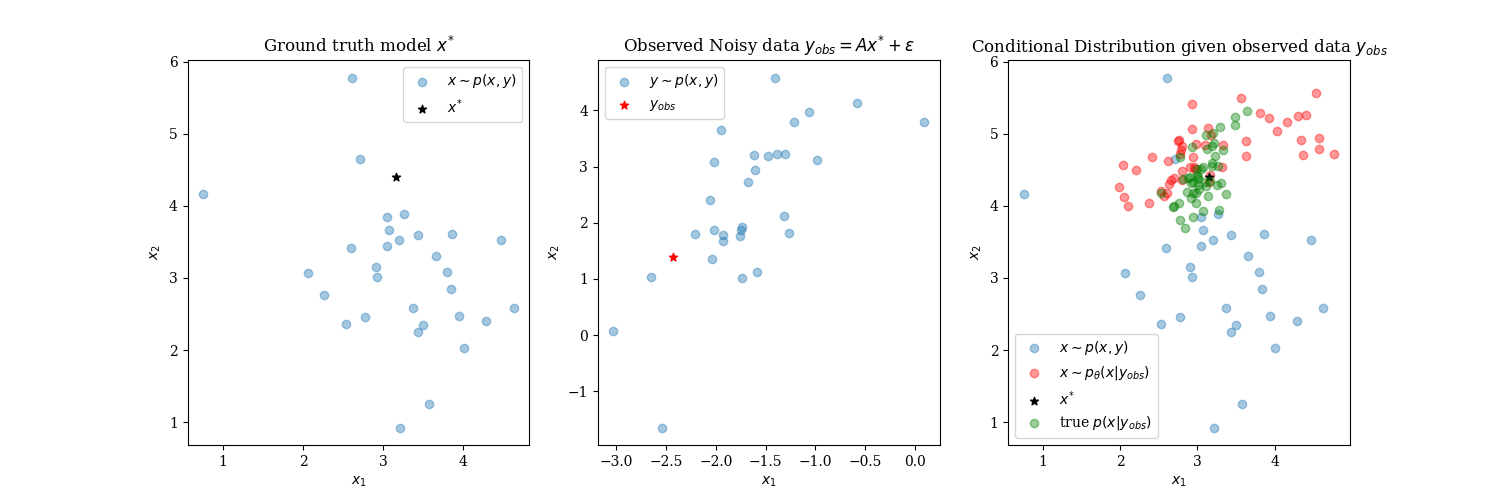 Ground truth model x*
x ~ p(x, y)
x*
6
5
4
3
2
1
x₂
1
2
3
4
x₁
Observed Noisy data y_obs = Ax* + ε
y ~ p(x, y)
y_obs
4
3
2
1
0
−1
x₂
−3.0
−2.5
−2.0
−1.5
−1.0
−0.5
0.0
x₁
Conditional Distribution given observed data y_obs
6
5
4
3
2
1
x₂
x ~ p(x, y)
x ~ p_θ(x|y_obs)
x*
true p(x|y_obs)
1
2
3
4
x₁